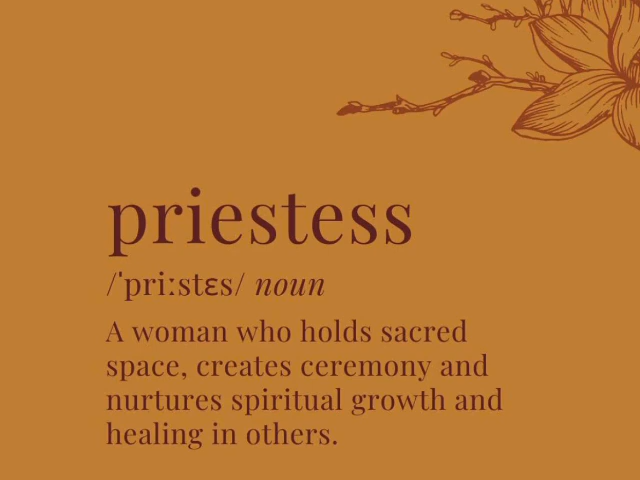 priestess
/ˈpriːstɛs/ noun
A woman who holds sacred
space, creates ceremony and
nurtures spiritual growth and
healing in others.